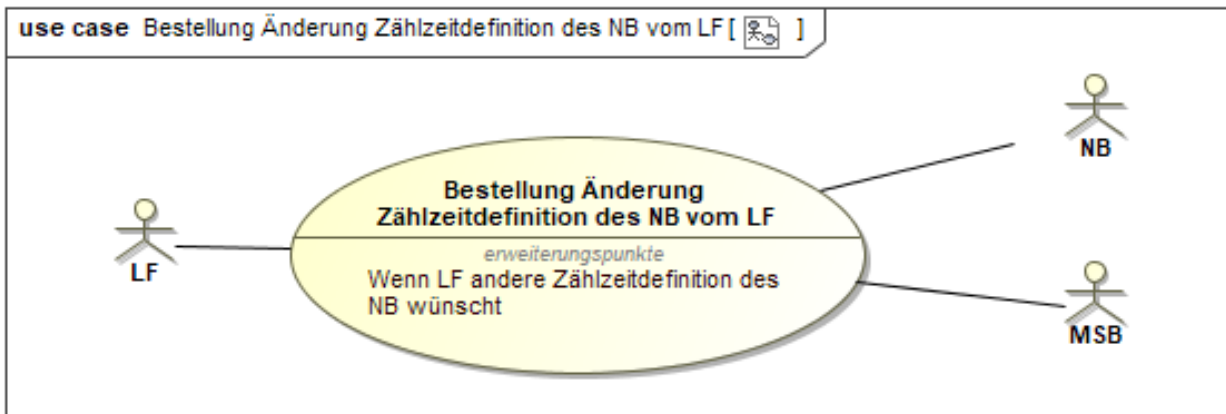 use case Bestellung Änderung Zählzeitdefinition des NB vom LF [ ]
NB
Bestellung Änderung
Zählzeitdefinition des NB vom LF
erweiterungspunkte
Wenn LF andere Zählzeitdefinition des
NB wünscht
LF
MSB